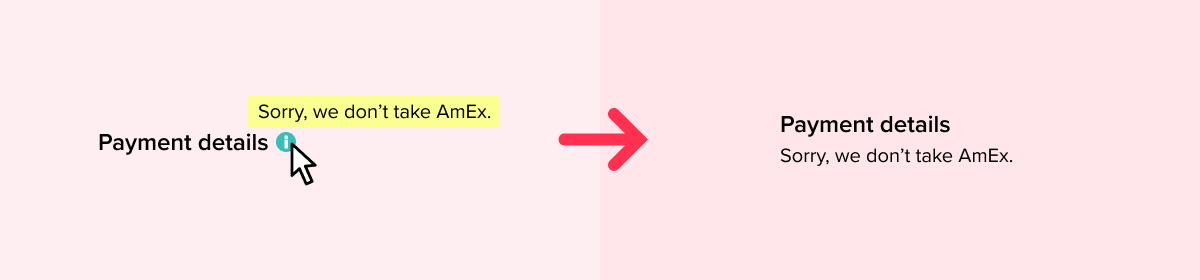 Sorry, we don’t take AmEx.
Payment details i
Payment details
Sorry, we don’t take AmEx.